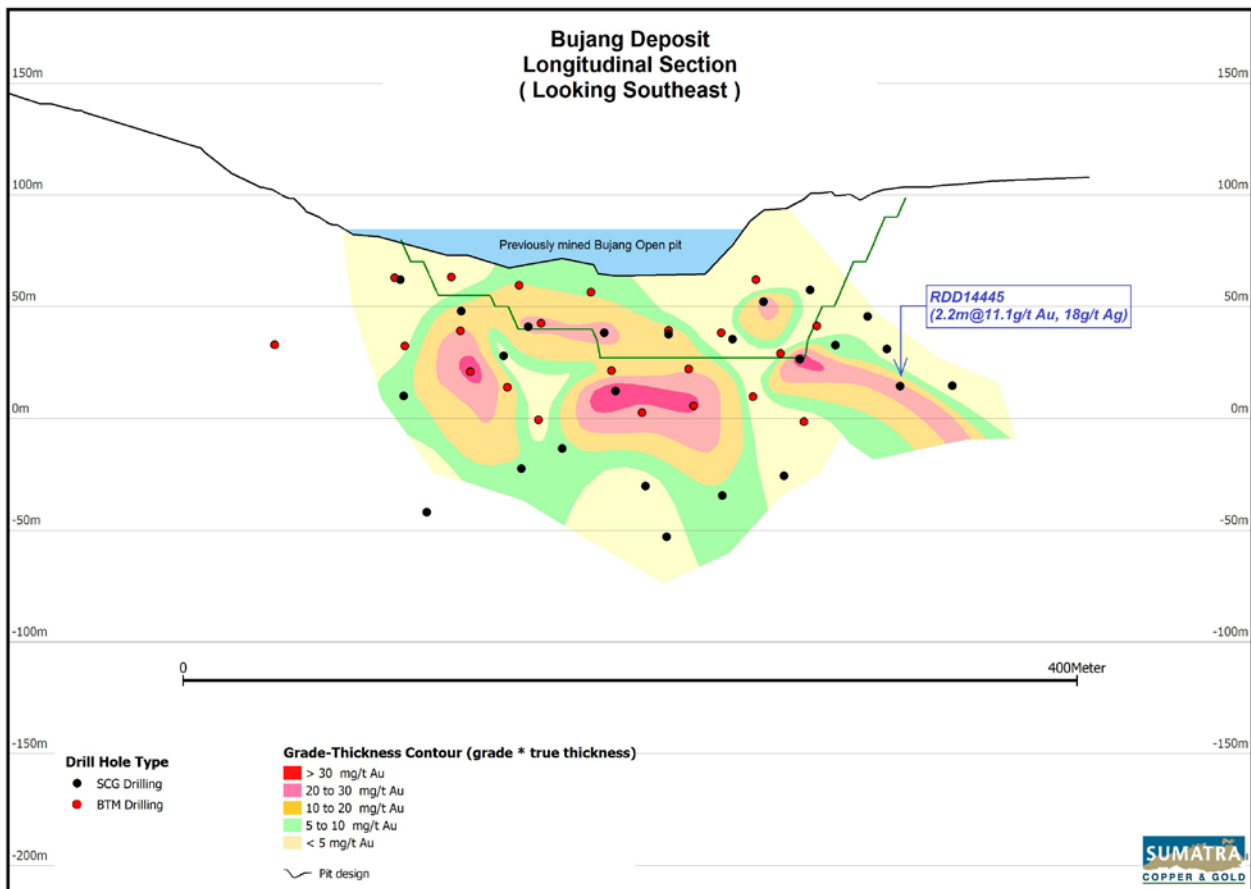 Bujang Deposit
Longitudinal Section
( Looking Southeast )
150m
150m
100m
100m
Previously mined Bujang Open pit
50m
50m
RDD14445
(2.2m@11.1g/t Au, 18g/t Ag)
0m
0m
-50m
-50m
-100m
-100m
0
400Meter
-150m
-150m
Drill Hole Type
SCG Drilling
BTM Drilling
Grade-Thickness Contour (grade * true thickness)
> 30 mg/t Au
20 to 30 mg/t Au
10 to 20 mg/t Au
5 to 10 mg/t Au
< 5 mg/t Au
Pit design
-200m
SUMATRA
COPPER & GOLD